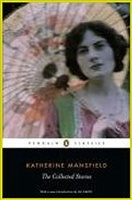 PENGUIN CLASSICS
KATHERINE MANSFIELD
The Collected Stories